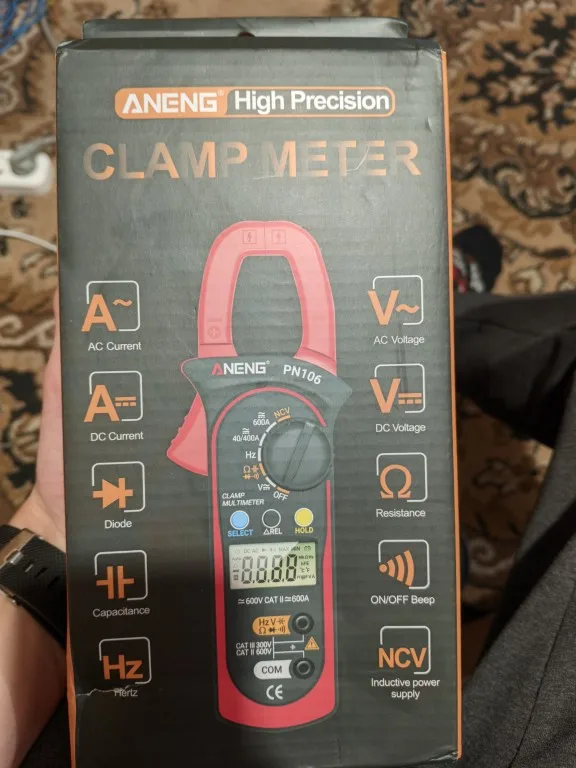 ANENG® High Precision
CLAMP METER
A~
AC Current
A
DC Current
Diode
Capacitance
Hz
Hertz
V~
AC Voltage
V
DC Voltage
Ω
Resistance
ON/OFF Beep
NCV
Inductive power
supply
ANENG® PN106
NCV
600A
40/400A
Hz
Ω
V
OFF
CLAMP
MULTIMETER
SELECT △REL HOLD
8.8.8.8
≃600V CAT II ≃600A
Hz V
Ω
CAT III 300V
CAT II 600V
COM
CE